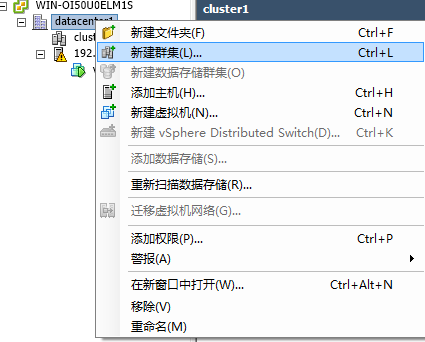 WIN-OI50U0ELM1S
cluster1
datacenter1
clust
192.
新建文件夹(F) Ctrl+F
新建群集(L)... Ctrl+L
新建数据存储群集(O)
添加主机(H)... Ctrl+H
新建虚拟机(N)... Ctrl+N
新建 vSphere Distributed Switch(D)... Ctrl+K
添加数据存储(S)...
重新扫描数据存储(R)...
迁移虚拟机网络(G)...
添加权限(P)... Ctrl+P
警报(A)
在新窗口中打开(W)... Ctrl+Alt+N
移除(V)
重命名(M)